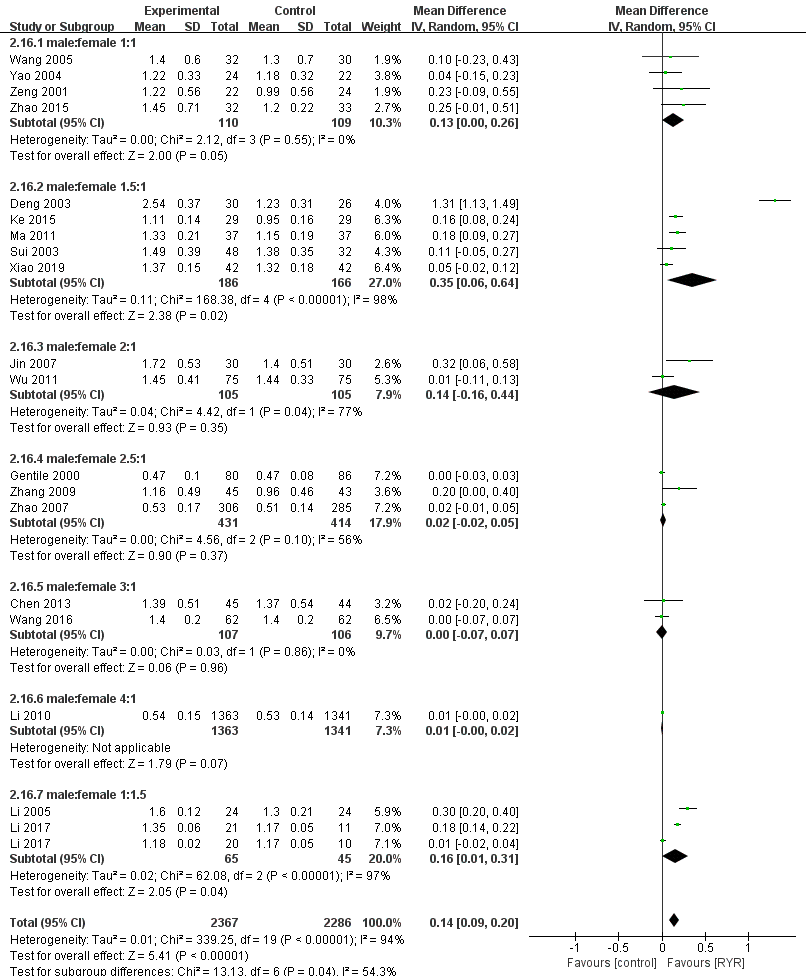 Experimental Control Mean Difference Mean Difference
Study or Subgroup Mean SD Total Mean SD Total Weight IV, Random, 95% CI IV, Random, 95% CI
2.16.1 male:female 1:1
Wang 2005 1.4 0.6 32 1.3 0.7 30 1.9% 0.10 [-0.23, 0.43]
Yao 2004 1.22 0.33 24 1.18 0.32 22 3.9% 0.04 [-0.15, 0.23]
Zeng 2001 1.22 0.56 22 0.99 0.56 24 1.9% 0.23 [-0.09, 0.55]
Zhao 2015 1.45 0.71 32 1.2 0.22 33 2.7% 0.25 [-0.01, 0.51]
Subtotal (95% CI) 110 109 10.3% 0.13 [0.00, 0.26]
Heterogeneity: Tau² = 0.00; Chi² = 2.12, df = 3 (P = 0.55); I² = 0%
Test for overall effect: Z = 2.00 (P = 0.05)
2.16.2 male:female 1.5:1
Deng 2003 2.54 0.37 30 1.23 0.31 26 4.0% 1.31 [1.13, 1.49]
Ke 2015 1.11 0.14 29 0.95 0.16 29 6.3% 0.16 [0.08, 0.24]
Ma 2011 1.33 0.21 37 1.15 0.19 37 6.1% 0.18 [0.09, 0.27]
Sui 2003 1.49 0.39 48 1.38 0.35 32 4.2% 0.11 [-0.05, 0.27]
Xiao 2019 1.37 0.15 42 1.32 0.18 42 6.4% 0.05 [-0.02, 0.12]
Subtotal (95% CI) 186 166 27.0% 0.35 [0.06, 0.64]
Heterogeneity: Tau² = 0.11; Chi² = 168.38, df = 4 (P < 0.00001); I² = 98%
Test for overall effect: Z = 2.38 (P = 0.02)
2.16.3 male:female 2:1
Jin 2007 1.72 0.53 30 1.4 0.51 30 2.6% 0.32 [0.06, 0.58]
Wu 2011 1.45 0.41 75 1.44 0.33 75 5.3% 0.01 [-0.11, 0.13]
Subtotal (95% CI) 105 105 7.9% 0.14 [-0.16, 0.44]
Heterogeneity: Tau² = 0.04; Chi² = 4.42, df = 1 (P = 0.04); I² = 77%
Test for overall effect: Z = 0.93 (P = 0.35)
2.16.4 male:female 2.5:1
Gentile 2000 0.47 0.1 80 0.47 0.08 86 7.2% 0.00 [-0.03, 0.03]
Zhang 2009 1.16 0.49 45 0.96 0.46 43 3.6% 0.20 [0.00, 0.40]
Zhao 2007 0.53 0.17 306 0.51 0.14 285 7.2% 0.02 [-0.01, 0.05]
Subtotal (95% CI) 431 414 17.9% 0.02 [-0.02, 0.05]
Heterogeneity: Tau² = 0.00; Chi² = 4.56, df = 2 (P = 0.10); I² = 56%
Test for overall effect: Z = 0.90 (P = 0.37)
2.16.5 male:female 3:1
Chen 2013 1.39 0.51 45 1.37 0.54 44 3.2% 0.02 [-0.20, 0.24]
Wang 2016 1.4 0.2 62 1.4 0.2 62 6.5% 0.00 [-0.07, 0.07]
Subtotal (95% CI) 107 106 9.7% 0.00 [-0.07, 0.07]
Heterogeneity: Tau² = 0.00; Chi² = 0.03, df = 1 (P = 0.86); I² = 0%
Test for overall effect: Z = 0.06 (P = 0.96)
2.16.6 male:female 4:1
Li 2010 0.54 0.15 1363 0.53 0.14 1341 7.3% 0.01 [-0.00, 0.02]
Subtotal (95% CI) 1363 1341 7.3% 0.01 [-0.00, 0.02]
Heterogeneity: Not applicable
Test for overall effect: Z = 1.79 (P = 0.07)
2.16.7 male:female 1:1.5
Li 2005 1.6 0.12 24 1.3 0.21 24 5.9% 0.30 [0.20, 0.40]
Li 2017 1.35 0.06 21 1.17 0.05 11 7.0% 0.18 [0.14, 0.22]
Li 2017 1.18 0.02 20 1.17 0.05 10 7.1% 0.01 [-0.02, 0.04]
Subtotal (95% CI) 65 45 20.0% 0.16 [0.01, 0.31]
Heterogeneity: Tau² = 0.02; Chi² = 62.08, df = 2 (P < 0.00001); I² = 97%
Test for overall effect: Z = 2.05 (P = 0.04)
Total (95% CI) 2367 2286 100.0% 0.14 [0.09, 0.20]
Heterogeneity: Tau² = 0.01; Chi² = 339.25, df = 19 (P < 0.00001); I² = 94%
Test for overall effect: Z = 5.41 (P < 0.00001)
Test for subgroup differences: Chi² = 13.13, df = 6 (P = 0.04), I² = 54.3%
-1 -0.5 0 0.5 1
Favours [control] Favours [RYR]